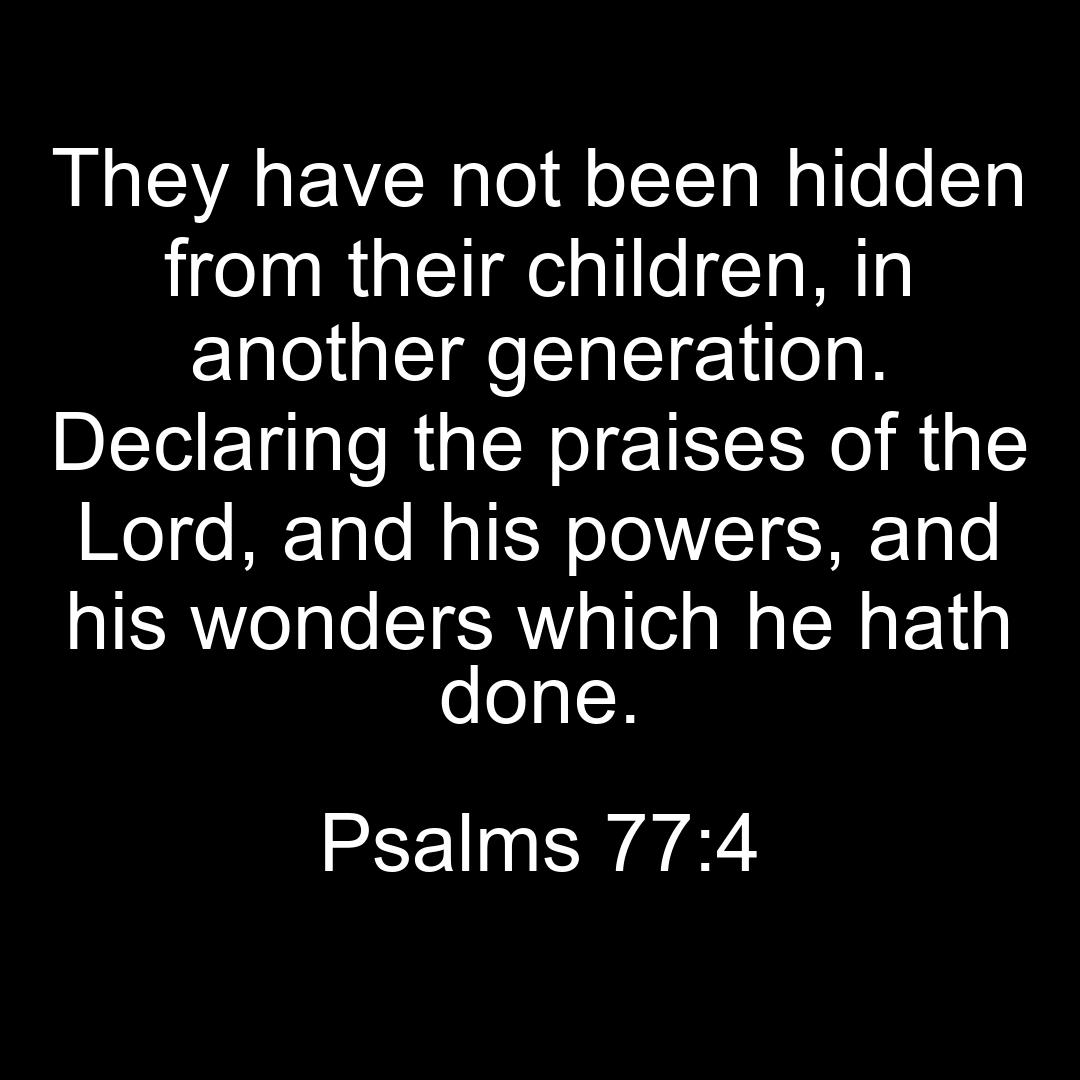 They have not been hidden
from their children, in
another generation.
Declaring the praises of the
Lord, and his powers, and
his wonders which he hath
done.
Psalms 77:4